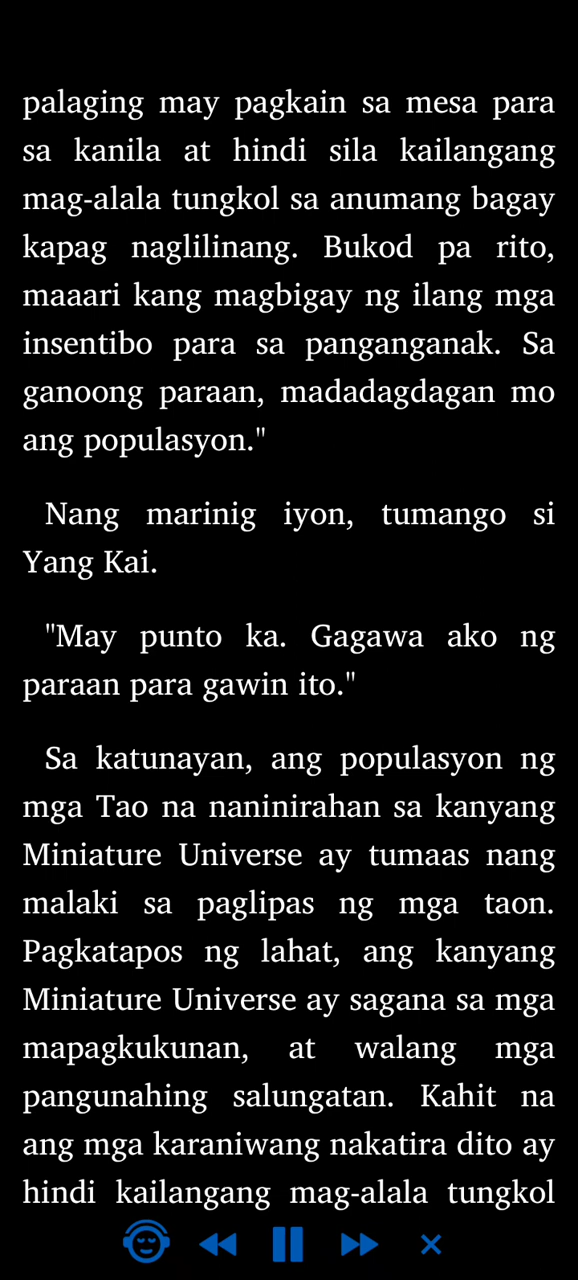 palaging may pagkain sa mesa para
sa kanila at hindi sila kailangang
mag-alala tungkol sa anumang bagay
kapag naglilinang. Bukod pa rito,
maaari kang magbigay ng ilang mga
insentibo para sa panganganak. Sa
ganoong paraan, madadagdagan mo
ang populasyon."
Nang marinig iyon, tumango si
Yang Kai.
"May punto ka. Gagawa ako ng
paraan para gawin ito."
Sa katunayan, ang populasyon ng
mga Tao na naninirahan sa kanyang
Miniature Universe ay tumaas nang
malaki sa paglipas ng mga taon.
Pagkatapos ng lahat, ang kanyang
Miniature Universe ay sagana sa mga
mapagkukunan, at walang mga
pangunahing salungatan. Kahit na
ang mga karaniwang nakatira dito ay
hindi kailangang mag-alala tungkol